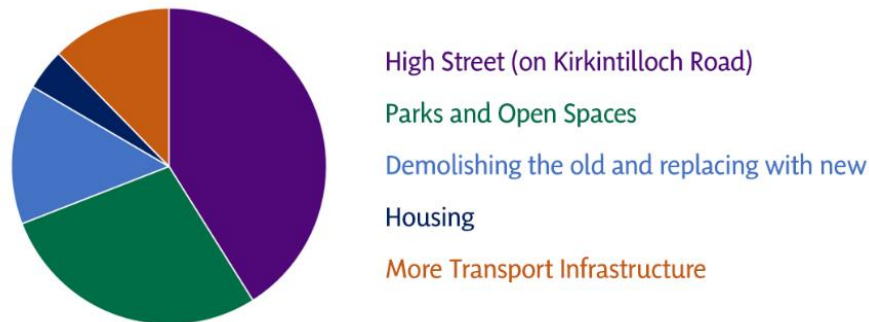 High Street (on Kirkintilloch Road)
Parks and Open Spaces
Demolishing the old and replacing with new
Housing
More Transport Infrastructure